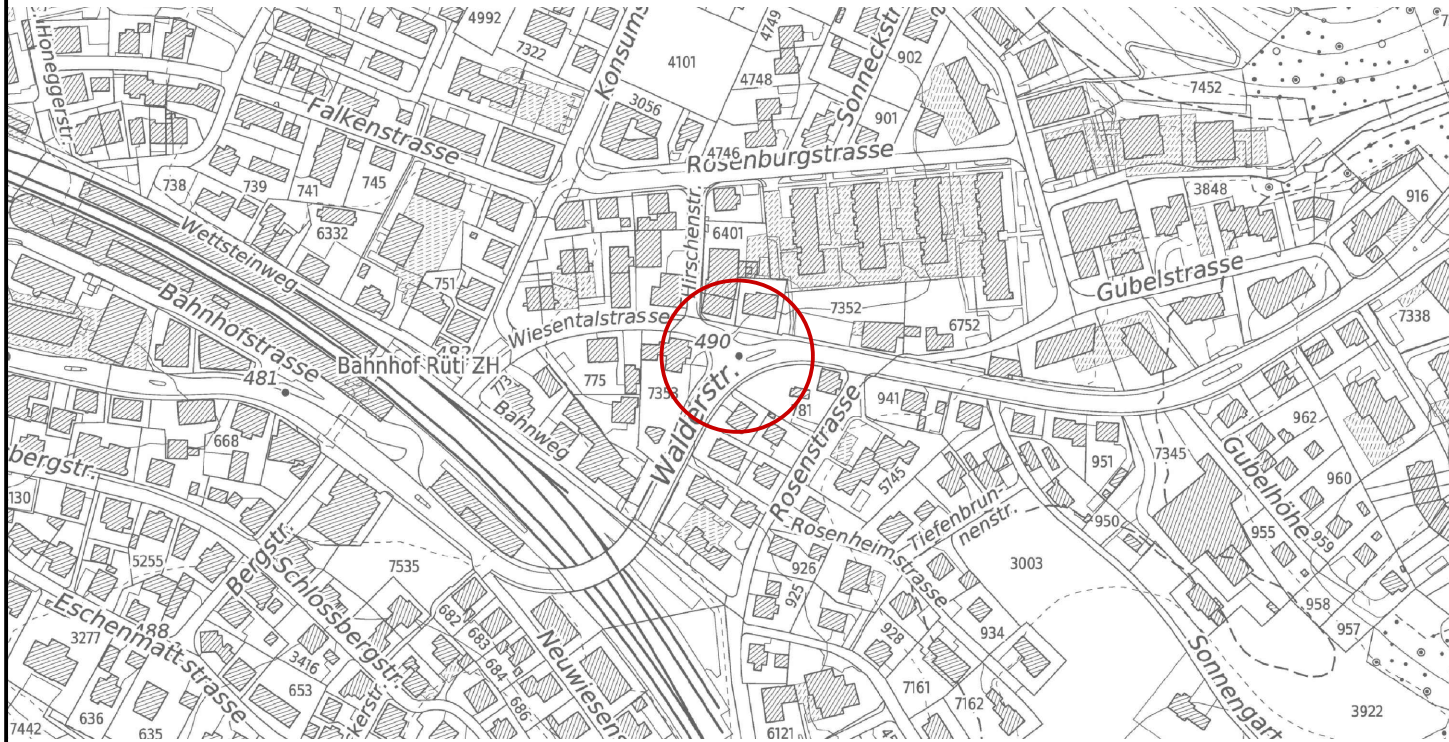 Honeggerstr.
4992
7322
Konsums
4101
4749
4748
Sonneckstr
902
901
3056
4746
Rosenburgstrasse
7452
Falkenstrasse
738
739
741
745
6332
Wettsteinweg
751
Hirschenstr.
6401
3848
916
Gubelstrasse
7352
6752
7338
Bahnhofstrasse
Wiesentalstrasse
490
Bahnhof Rüti ZH
481
775
7353
Walderstr.
781
Rosenstrasse
941
Bahnweg
668
bergstr.
130
962
Gubelhöhe
7345
951
960
950
955
959
5745
Tiefenbrun-
nenstr.
Rosenheimstrasse
3003
5255
Bergstr.
Schlossbergstr.
7535
926
925
928
934
958
957
Eschenmattstrasse
488
3277
3416
653
682
683
684
686
Neuwiesens
7161
7162
Sonnengart
3922
7442
636
635
kerstr.
6121